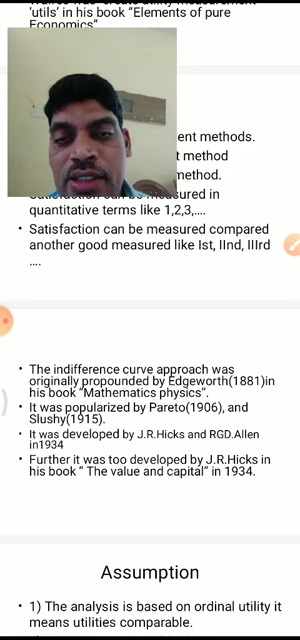 'utils' in his book "Elements of pure
Economics"
ent methods.
t method
method.
measured in
quantitative terms like 1,2,3,....
• Satisfaction can be measured compared
another good measured like Ist, IInd, IIIrd
....
• The indifference curve approach was
originally propounded by Edgeworth(1881)in
his book "Mathematics physics".
• It was popularized by Pareto(1906), and
Slushy(1915).
• It was developed by J.R.Hicks and RGD.Allen
in1934
• Further it was too developed by J.R.Hicks in
his book " The value and capital" in 1934.
Assumption
• 1) The analysis is based on ordinal utility it
means utilities comparable.